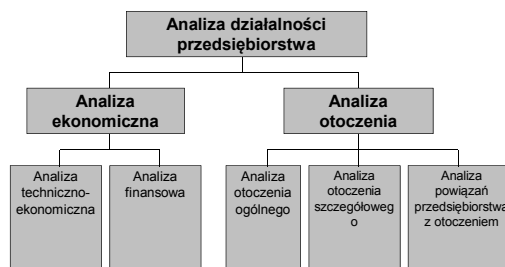 Analiza działalności
przedsiębiorstwa
Analiza
ekonomiczna
Analiza
otoczenia
Analiza
techniczno-
ekonomiczna
Analiza
finansowa
Analiza
otoczenia
ogólnego
Analiza
otoczenia
szczegółoweg
o
Analiza
powiązań
przedsiębiorstwa
z otoczeniem